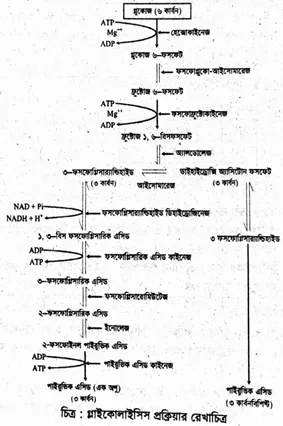 গ্লুকোজ (৬ কার্বন)
ATP
Mg++ হেক্সোকাইনেজ
ADP
গ্লুকোজ ৬-ফসফেট
ফসফোগ্লুকো-আইসোমারেজ
ফ্রুক্টোজ ৬-ফসফেট
ATP
Mg++ ফসফোফ্রুক্টোকাইনেজ
ADP
ফ্রুক্টোজ ১, ৬-বিসফসফেট
অ্যালডোলেজ
৩-ফসফোগ্লিসার‍্যালডিহাইড ডাইহাইড্রক্সি অ্যাসিটোন ফসফেট
(৩ কার্বন) আইসোমারেজ (৩ কার্বন)
NAD + Pi
ফসফোগ্লিসার‍্যালডিহাইড ডিহাইড্রোজিনেজ
NADH + H+
৩ ফসফোগ্লিসার‍্যালডিহাইড
১, ৩-বিস ফসফোগ্লিসারিক এসিড
ADP
ফসফোগ্লিসারিক এসিড কাইনেজ
ATP
৩-ফসফোগ্লিসারিক এসিড
ফসফোগ্লিসারোমিউটেজ
২-ফসফোগ্লিসারিক এসিড
ইনোলেজ
২-ফসফোইনল পাইরুভিক এসিড
ADP
পাইরুভিক এসিড কাইনেজ
ATP
পাইরুভিক এসিড (এক অণু) পাইরুভিক এসিড
(৩ কার্বন) (৩ কার্বনবিশিষ্ট)
চিত্র : গ্লাইকোলাইসিস প্রক্রিয়ার রেখাচিত্র